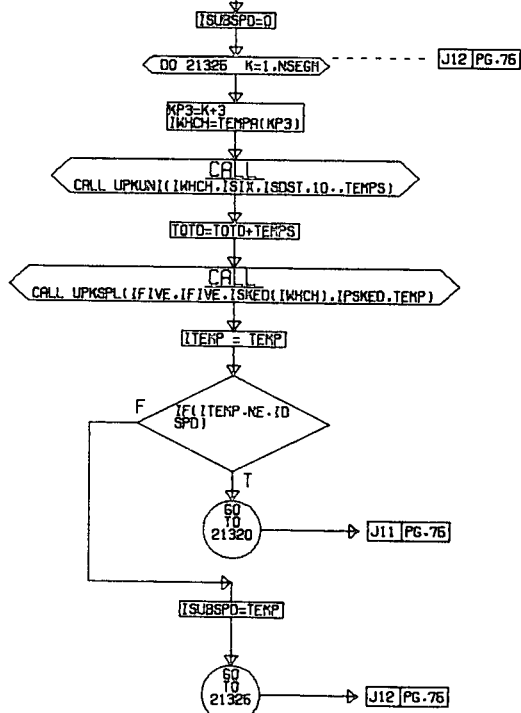 ISUBSPD=0
DO 21326 K=1,NSEGM
J12 PG.76
KP3=K+3
IWHCH=TEMPA(KP3)
CALL
CALL UPKUNI(IWHCH,ISIX,ISDST,10.,TEMPS)
TOTD=TOTD+TEMPS
CALL
CALL UPKSPL(IFIVE,IFIVE,ISKED(IWHCH),IPSKED,TEMP)
ITEMP = TEMP
F
IF(ITEMP.NE.ID
SPD)
T
GO
TO
21320
J11 PG.76
ISUBSPD=TEMP
GO
TO
21326
J12 PG.76